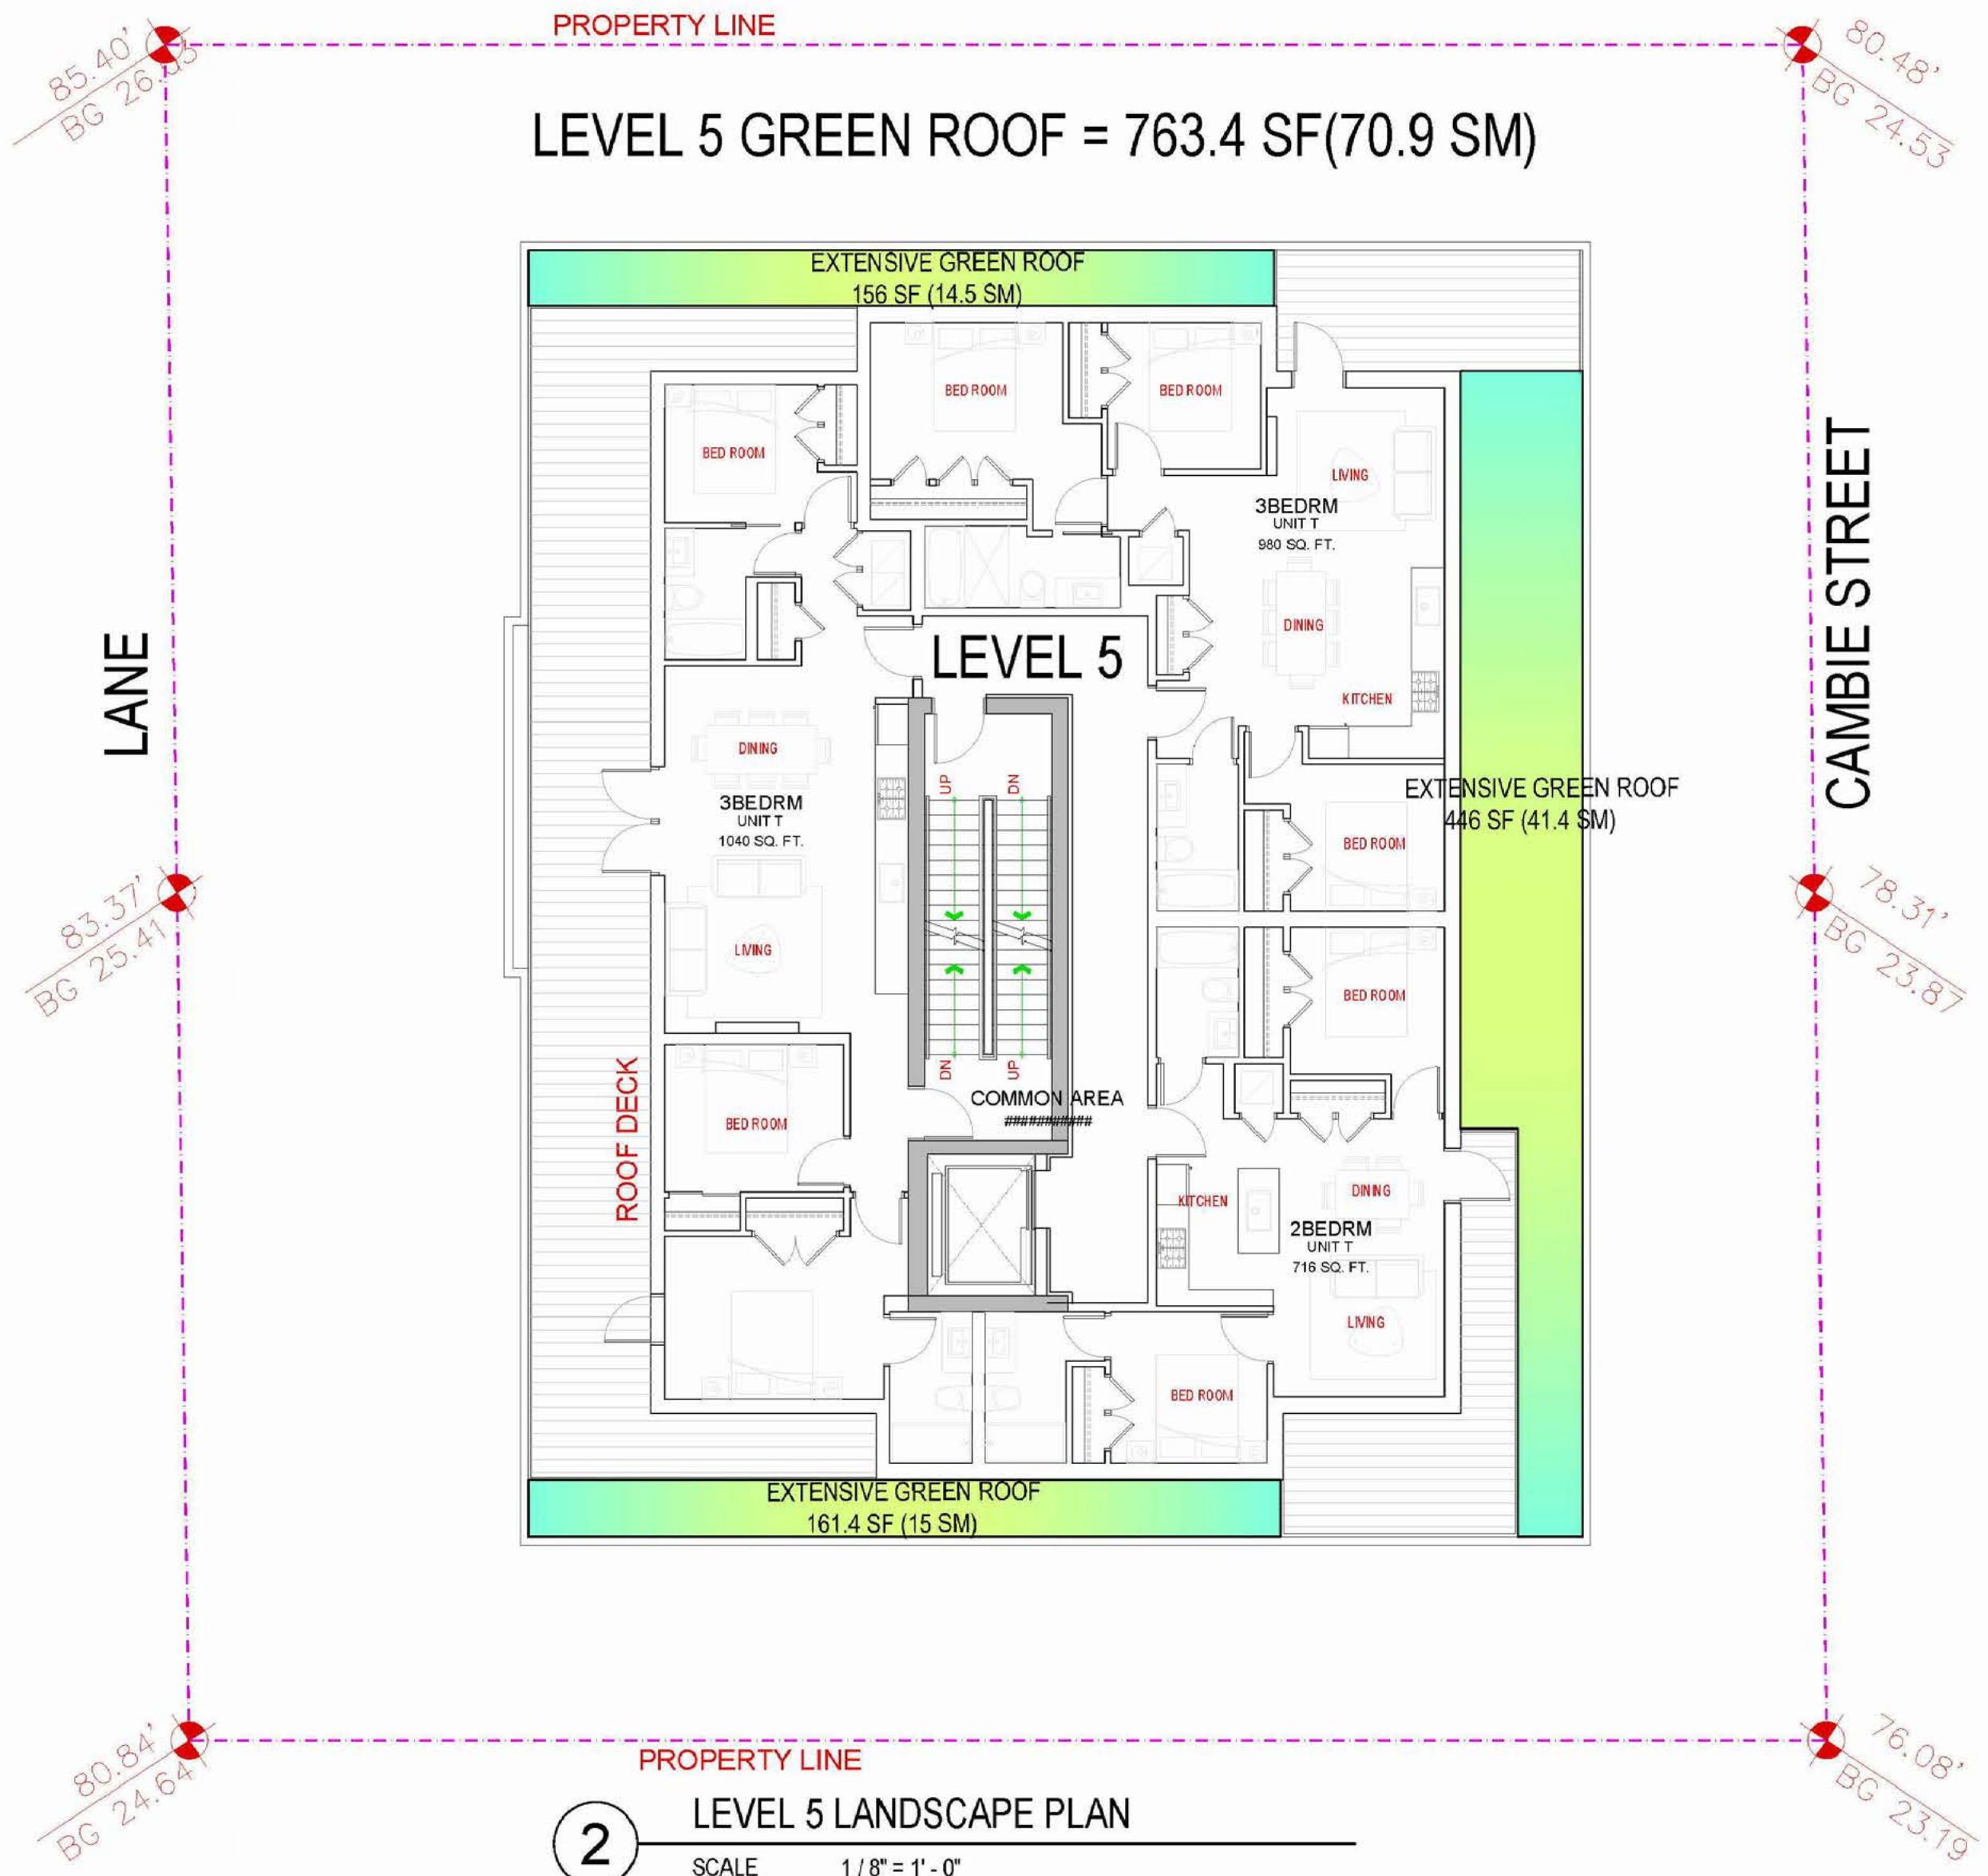 PROPERTY LINE
85.40'
80.48'
BG 24.53
LEVEL 5 GREEN ROOF = 763.4 SF(70.9 SM)
EXTENSIVE GREEN ROOF
156 SF (14.5 SM)
BED ROOM
BED ROOM
BED ROOM
LIVING
3BEDRM
UNIT T
980 SQ. FT.
DINING
KITCHEN
LANE
CAMBIE STREET
LEVEL 5
DINING
3BEDRM
UNIT T
1040 SQ. FT.
LIVING
UP
DN
EXTENSIVE GREEN ROOF
446 SF (41.4 SM)
BED ROOM
83.37'
BG 25.41
78.31'
BG 23.87
BED ROOM
DN
UP
COMMON AREA
###########
ROOF DECK
BED ROOM
KITCHEN
DINING
2BEDRM
UNIT T
716 SQ. FT.
LIVING
BED ROOM
EXTENSIVE GREEN ROOF
161.4 SF (15 SM)
80.84'
BG 24.64
76.08'
BG 23.19
PROPERTY LINE
2
LEVEL 5 LANDSCAPE PLAN
SCALE 1 / 8" = 1' - 0"